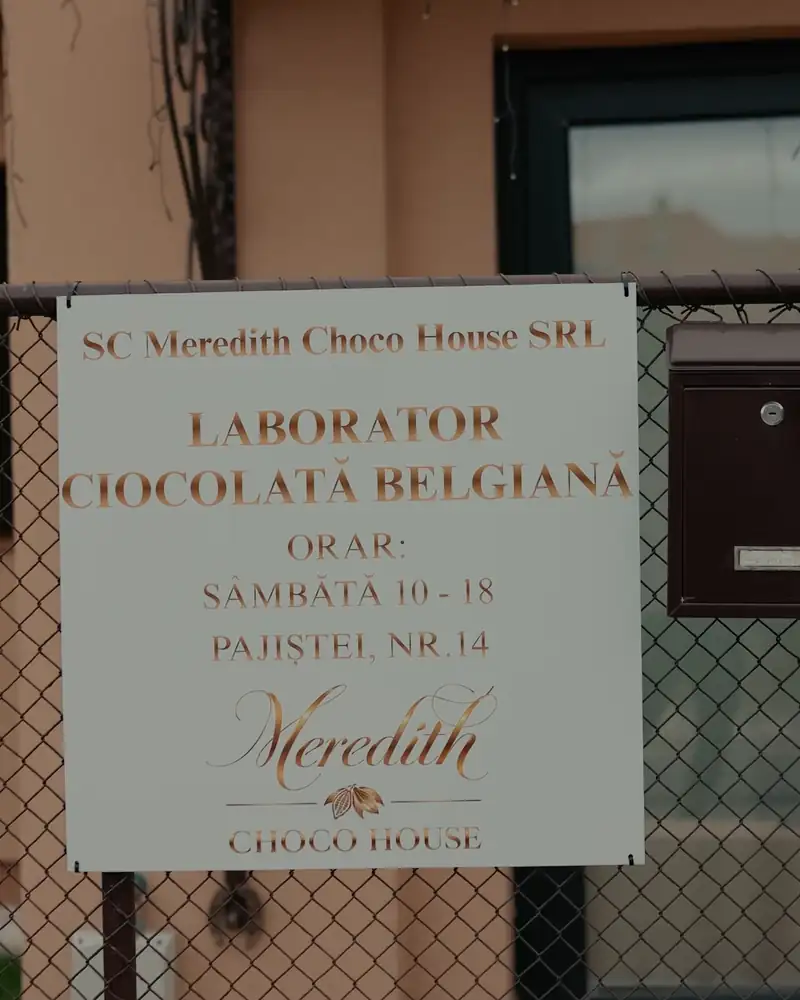 SC Meredith Choco House SRL
LABORATOR
CIOCOLATĂ BELGIANĂ
ORAR:
SÂMBĂTĂ 10 - 18
PAJIȘTEI, NR.14
Meredith
CHOCO HOUSE